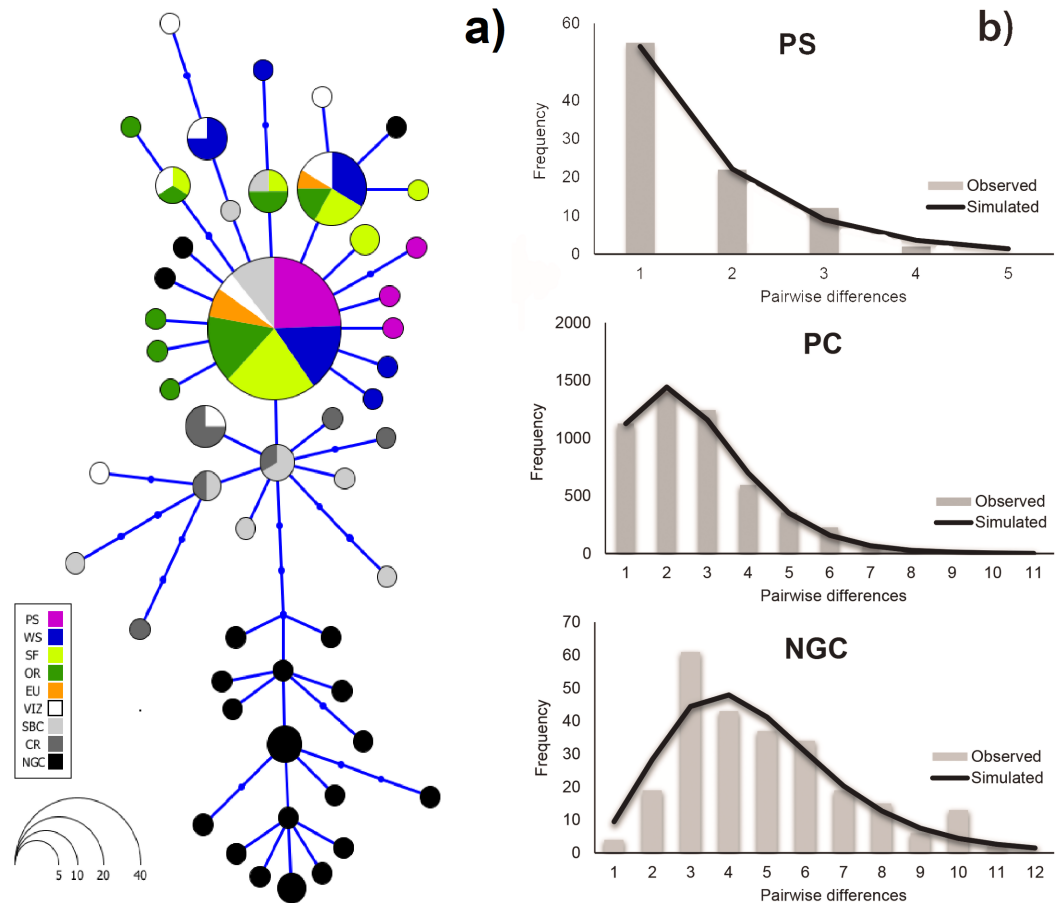 a)
PS
WS
SF
OR
EU
VIZ
SBC
CR
NGC
5 10 20 40
b)
PS
Frequency
60
50
40
30
20
10
0
Observed
Simulated
1 2 3 4 5
Pairwise differences
PC
Frequency
2000
1500
1000
500
0
Observed
Simulated
1 2 3 4 5 6 7 8 9 10 11
Pairwise differences
NGC
Frequency
70
60
50
40
30
20
10
0
Observed
Simulated
1 2 3 4 5 6 7 8 9 10 11 12
Pairwise differences